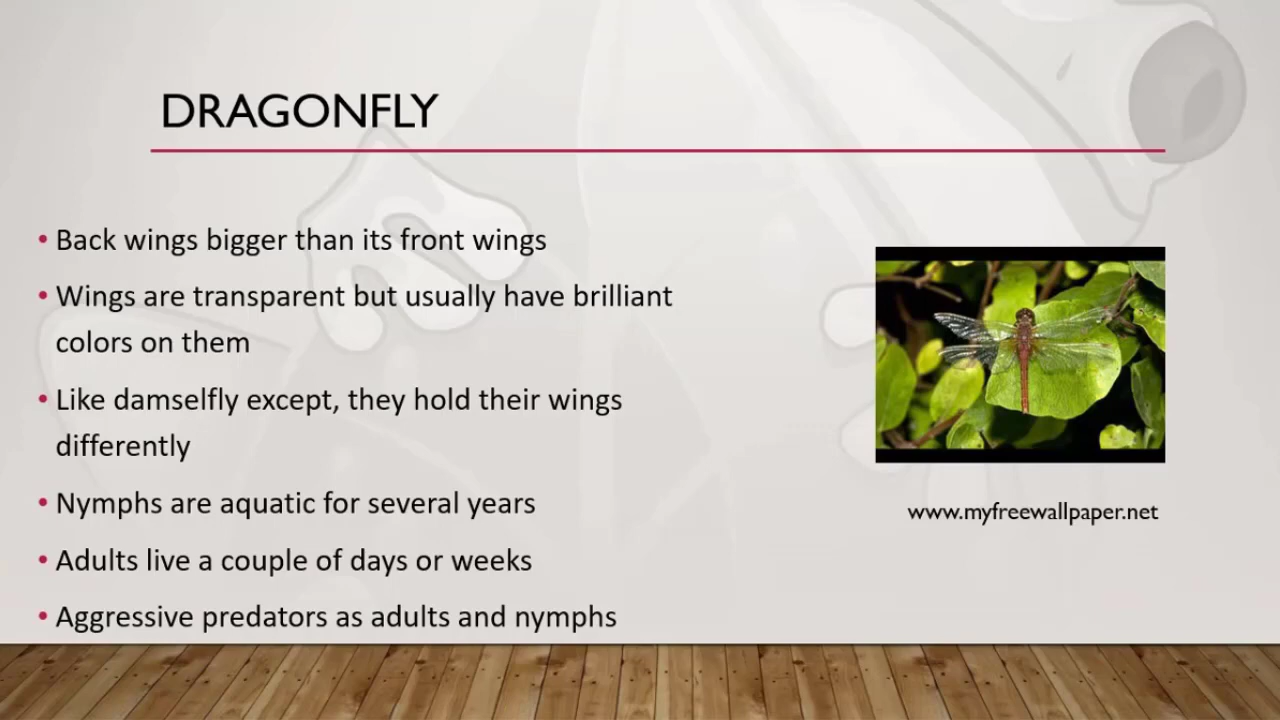 DRAGONFLY
• Back wings bigger than its front wings
• Wings are transparent but usually have brilliant
colors on them
• Like damselfly except, they hold their wings
differently
• Nymphs are aquatic for several years
• Adults live a couple of days or weeks
• Aggressive predators as adults and nymphs
www.myfreewallpaper.net